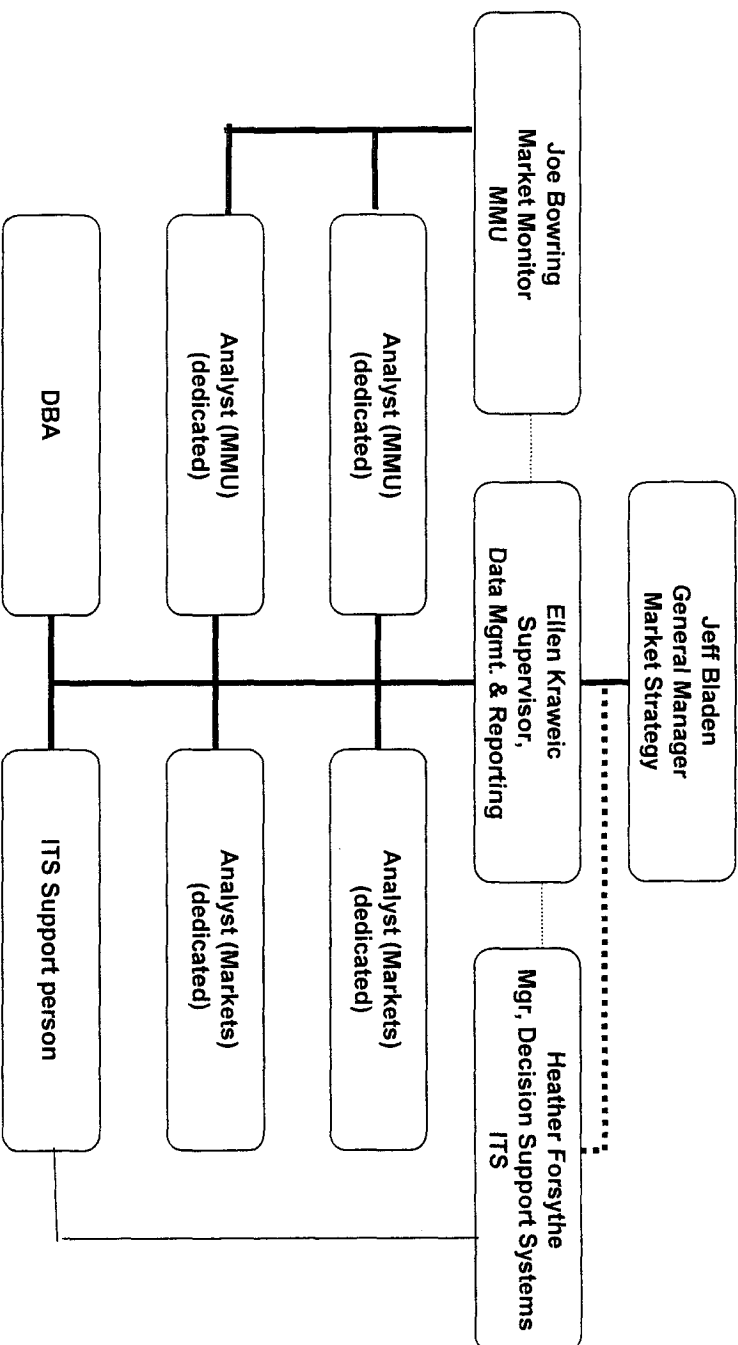 Jeff Bladen
General Manager
Market Strategy
Joe Bowring
Market Monitor
MMU
Ellen Kraweic
Supervisor,
Data Mgmt. & Reporting
Heather Forsythe
Mgr, Decision Support Systems
ITS
Analyst (MMU)
(dedicated)
Analyst (Markets)
(dedicated)
Analyst (MMU)
(dedicated)
Analyst (Markets)
(dedicated)
DBA
ITS Support person